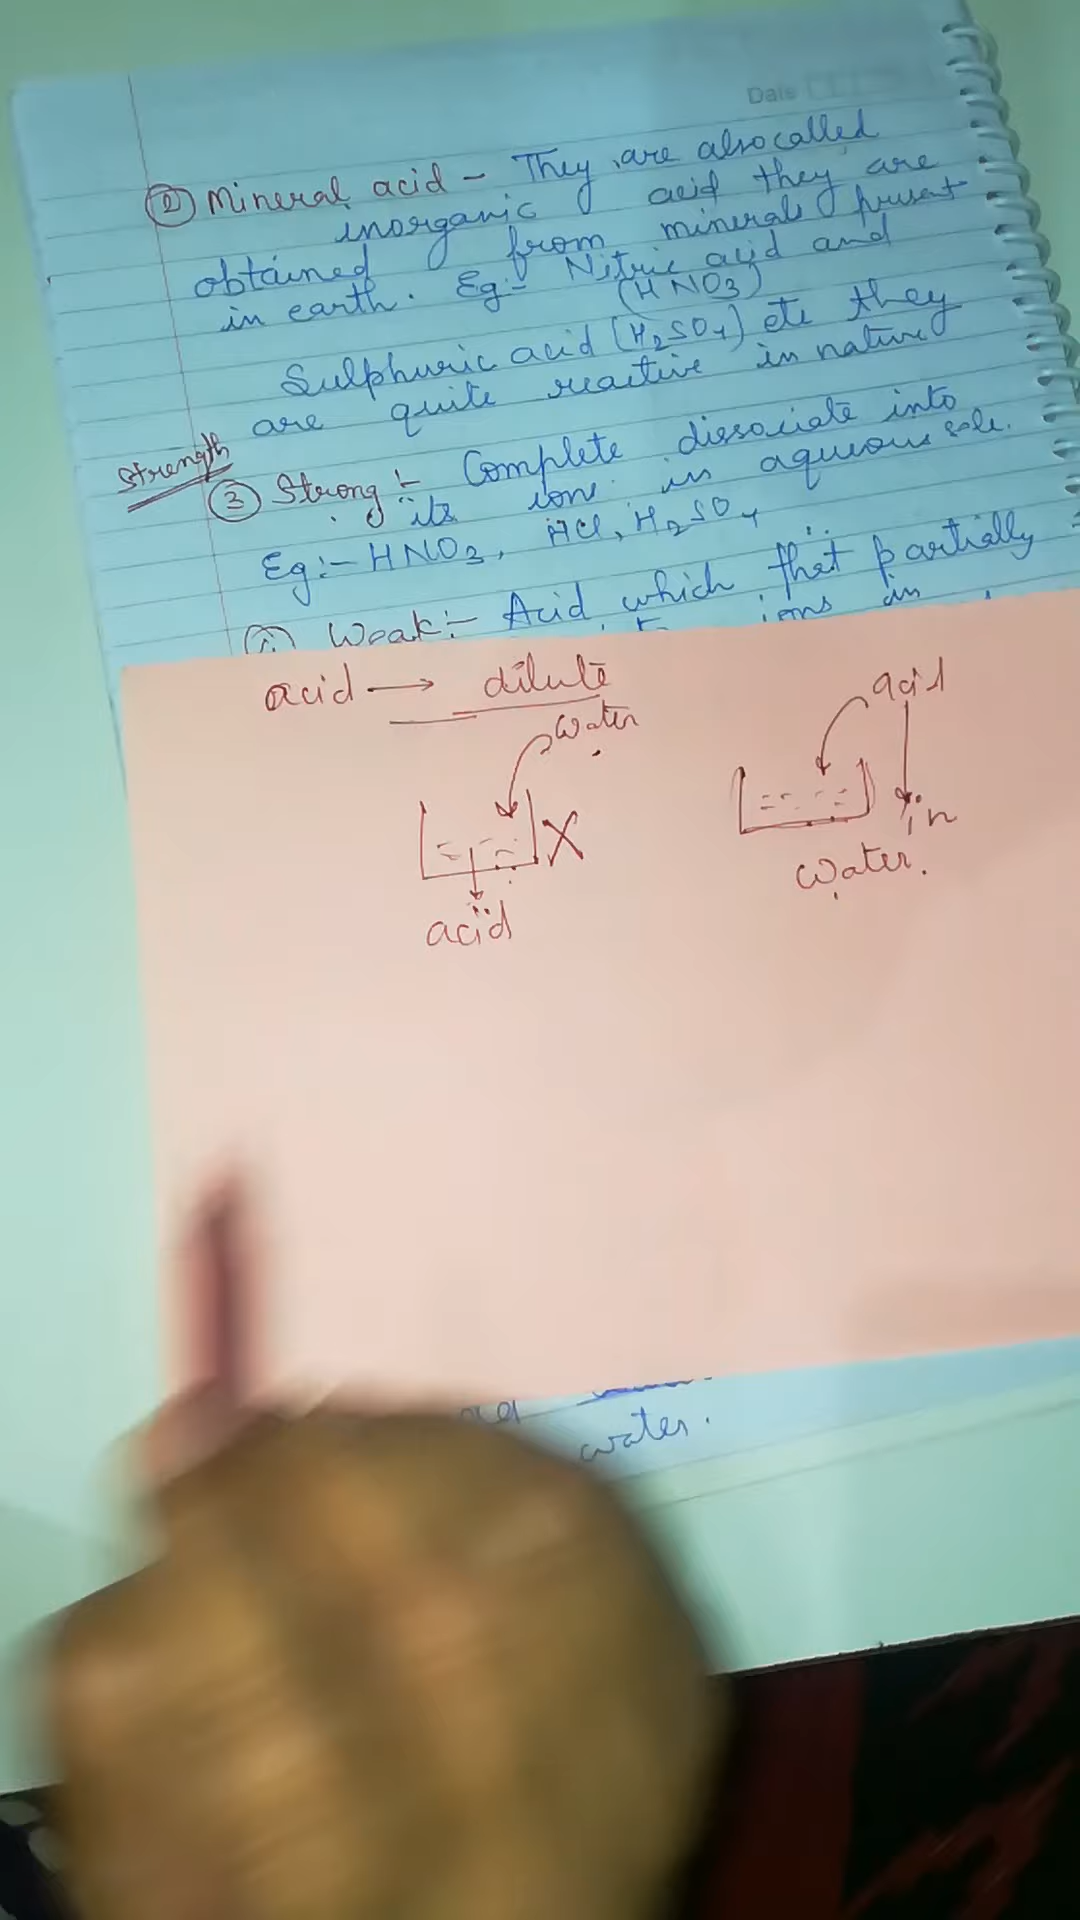 Date
② Mineral acid - They are also called
inorganic acid they are
obtained from minerals present
in earth. Eg:- Nitric acid and
(HNO3)
Sulphuric acid (H2SO4) etc they
are quite reactive in nature
Strength
③ Strong :- Complete dissociate into
its ions in aqueous soln.
Eg:- HNO3, HCl, H2SO4
Weak:- Acid which that partially
ions in
acid → dilute
water
acid
X
in
water.
acid
water.